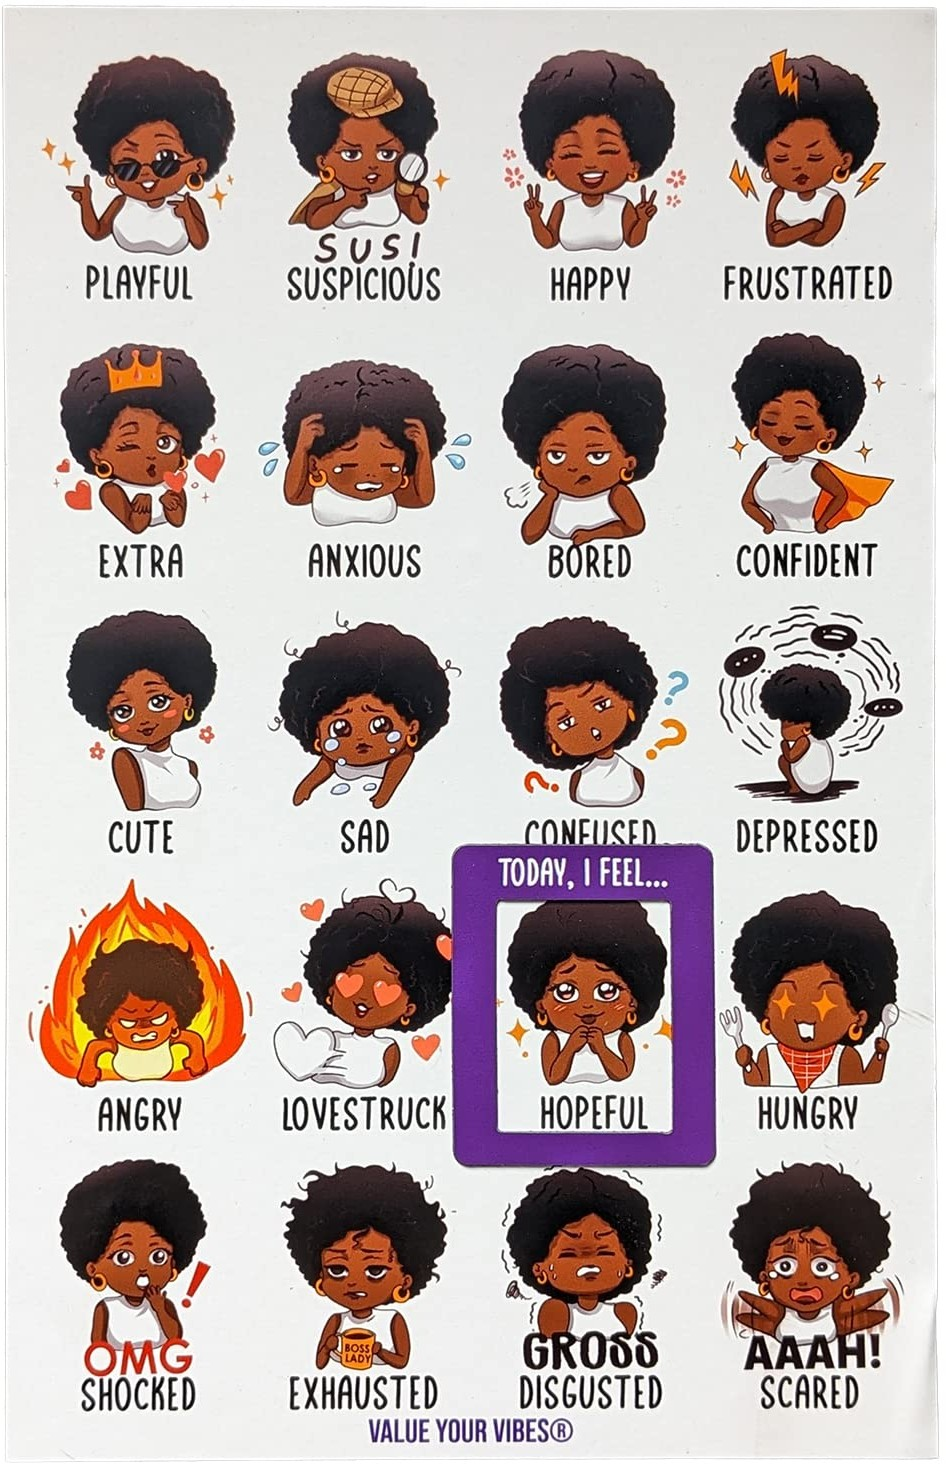 SUS!
PLAYFUL
SUSPICIOUS
HAPPY
FRUSTRATED
EXTRA
ANXIOUS
BORED
CONFIDENT
CUTE
SAD
CONFUSED
DEPRESSED
TODAY, I FEEL...
ANGRY
LOVESTRUCK
HOPEFUL
HUNGRY
BOSS
LADY
OMG
GROSS
AAAH!
SHOCKED
EXHAUSTED
DISGUSTED
SCARED
VALUE YOUR VIBES®